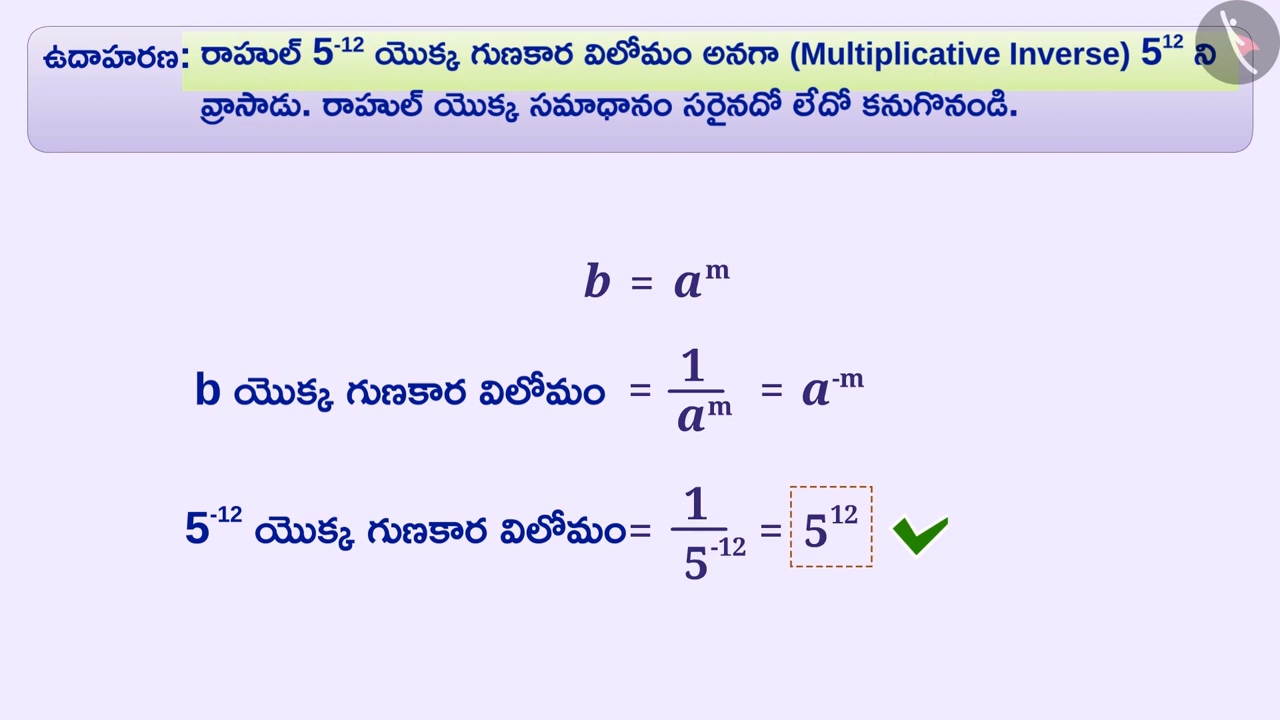 ఉదాహరణ: రాహుల్ 5⁻¹² యొక్క గుణకార విలోమం అనగా (Multiplicative Inverse) 5¹² ని
వ్రాసాడు. రాహుల్ యొక్క సమాధానం సరైనదో లేదో కనుగొనండి.
b = aᵐ
b యొక్క గుణకార విలోమం = 1/aᵐ = a⁻ᵐ
5⁻¹² యొక్క గుణకార విలోమం = 1/5⁻¹² = 5¹²